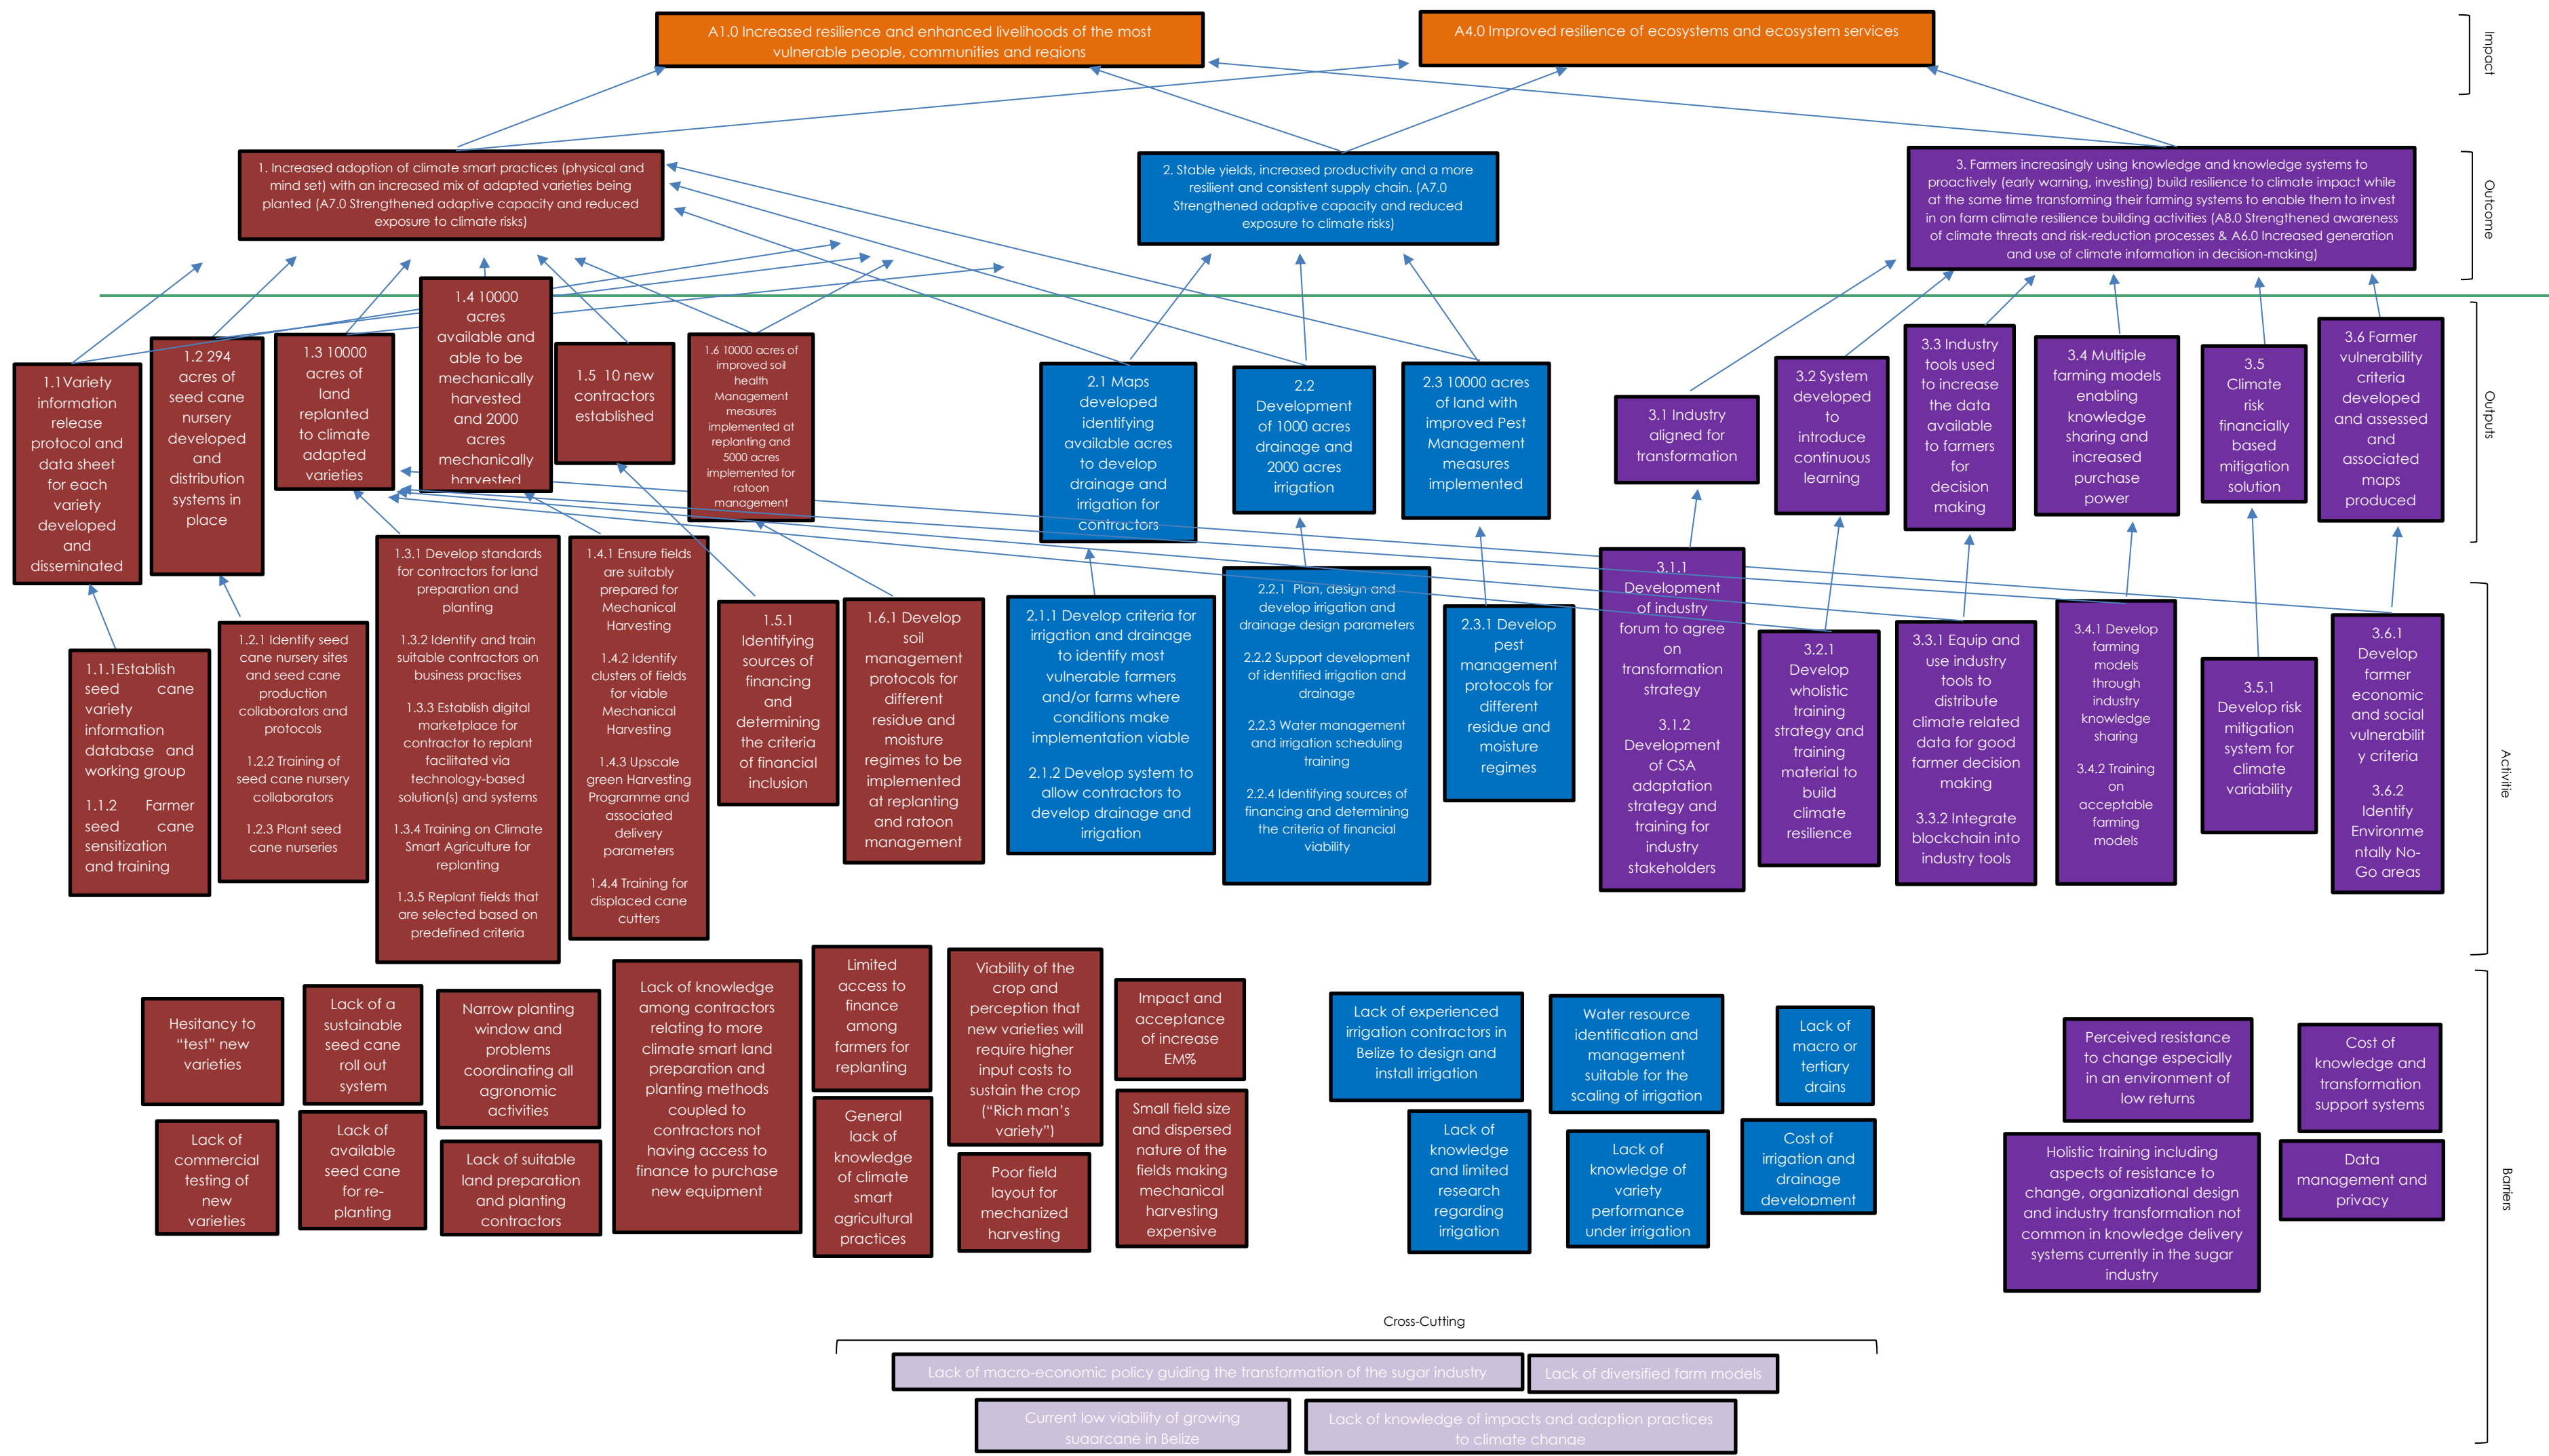 A1.0 Increased resilience and enhanced livelihoods of the most
vulnerable people, communities and regions
A4.0 Improved resilience of ecosystems and ecosystem services
Impact
1. Increased adoption of climate smart practices (physical and
mind set) with an increased mix of adapted varieties being
planted (A7.0 Strengthened adaptive capacity and reduced
exposure to climate risks)
2. Stable yields, increased productivity and a more
resilient and consistent supply chain. (A7.0
Strengthened adaptive capacity and reduced
exposure to climate risks)
3. Farmers increasingly using knowledge and knowledge systems to
proactively (early warning, investing) build resilience to climate impact while
at the same time transforming their farming systems to enable them to invest
in on farm climate resilience building activities (A8.0 Strengthened awareness
of climate threats and risk-reduction processes & A6.0 Increased generation
and use of climate information in decision-making)
Outcome
1.1Variety
information
release
protocol and
data sheet
for each
variety
developed
and
disseminated
1.2 294
acres of
seed cane
nursery
developed
and
distribution
systems in
place
1.3 10000
acres of
land
replanted
to climate
adapted
varieties
1.4 10000
acres
available and
able to be
mechanically
harvested
and 2000
acres
mechanically
harvested
1.5 10 new
contractors
established
1.6 10000 acres of
improved soil
health
Management
measures
implemented at
replanting and
5000 acres
implemented for
ratoon
management
2.1 Maps
developed
identifying
available acres
to develop
drainage and
irrigation for
contractors
2.2
Development
of 1000 acres
drainage and
2000 acres
irrigation
2.3 10000 acres
of land with
improved Pest
Management
measures
implemented
3.1 Industry
aligned for
transformation
3.2 System
developed
to
introduce
continuous
learning
3.3 Industry
tools used
to increase
the data
available
to farmers
for
decision
making
3.4 Multiple
farming models
enabling
knowledge
sharing and
increased
purchase
power
3.5
Climate
risk
financially
based
mitigation
solution
3.6 Farmer
vulnerability
criteria
developed
and assessed
and
associated
maps
produced
Outputs
1.1.1Establish
seed cane
variety
information
database and
working group
1.1.2 Farmer
seed cane
sensitization
and training
1.2.1 Identify seed
cane nursery sites
and seed cane
production
collaborators and
protocols
1.2.2 Training of
seed cane nursery
collaborators
1.2.3 Plant seed
cane nurseries
1.3.1 Develop standards
for contractors for land
preparation and
planting
1.3.2 Identify and train
suitable contractors on
business practises
1.3.3 Establish digital
marketplace for
contractor to replant
facilitated via
technology-based
solution(s) and systems
1.3.4 Training on Climate
Smart Agriculture for
replanting
1.3.5 Replant fields that
are selected based on
predefined criteria
1.4.1 Ensure fields
are suitably
prepared for
Mechanical
Harvesting
1.4.2 Identify
clusters of fields
for viable
Mechanical
Harvesting
1.4.3 Upscale
green Harvesting
Programme and
associated
delivery
parameters
1.4.4 Training for
displaced cane
cutters
1.5.1
Identifying
sources of
financing
and
determining
the criteria
of financial
inclusion
1.6.1 Develop
soil
management
protocols for
different
residue and
moisture
regimes to be
implemented
at replanting
and ratoon
management
2.1.1 Develop criteria for
irrigation and drainage
to identify most
vulnerable farmers
and/or farms where
conditions make
implementation viable
2.1.2 Develop system to
allow contractors to
develop drainage and
irrigation
2.2.1 Plan, design and
develop irrigation and
drainage design parameters
2.2.2 Support development
of identified irrigation and
drainage
2.2.3 Water management
and irrigation scheduling
training
2.2.4 Identifying sources of
financing and determining
the criteria of financial
viability
2.3.1 Develop
pest
management
protocols for
different
residue and
moisture
regimes
3.1.1
Development
of industry
forum to agree
on
transformation
strategy
3.1.2
Development
of CSA
adaptation
strategy and
training for
industry
stakeholders
3.2.1
Develop
wholistic
training
strategy and
training
material to
build
climate
resilience
3.3.1 Equip and
use industry
tools to
distribute
climate related
data for good
farmer decision
making
3.3.2 Integrate
blockchain into
industry tools
3.4.1 Develop
farming
models
through
industry
knowledge
sharing
3.4.2 Training
on
acceptable
farming
models
3.5.1
Develop risk
mitigation
system for
climate
variability
3.6.1
Develop
farmer
economic
and social
vulnerabilit
y criteria
3.6.2
Identify
Environme
ntally No-
Go areas
Activitie
Hesitancy to
“test” new
varieties
Lack of
commercial
testing of
new
varieties
Lack of a
sustainable
seed cane
roll out
system
Lack of
available
seed cane
for re-
planting
Narrow planting
window and
problems
coordinating all
agronomic
activities
Lack of suitable
land preparation
and planting
contractors
Lack of knowledge
among contractors
relating to more
climate smart land
preparation and
planting methods
coupled to
contractors not
having access to
finance to purchase
new equipment
Limited
access to
finance
among
farmers for
replanting
General
lack of
knowledge
of climate
smart
agricultural
practices
Viability of the
crop and
perception that
new varieties will
require higher
input costs to
sustain the crop
(“Rich man’s
variety”)
Poor field
layout for
mechanized
harvesting
Impact and
acceptance
of increase
EM%
Small field size
and dispersed
nature of the
fields making
mechanical
harvesting
expensive
Lack of experienced
irrigation contractors in
Belize to design and
install irrigation
Lack of
knowledge
and limited
research
regarding
irrigation
Water resource
identification and
management
suitable for the
scaling of irrigation
Lack of
knowledge of
variety
performance
under irrigation
Lack of
macro or
tertiary
drains
Cost of
irrigation and
drainage
development
Perceived resistance
to change especially
in an environment of
low returns
Holistic training including
aspects of resistance to
change, organizational design
and industry transformation not
common in knowledge delivery
systems currently in the sugar
industry
Cost of
knowledge and
transformation
support systems
Data
management and
privacy
Barriers
Cross-Cutting
Lack of macro-economic policy guiding the transformation of the sugar industry
Lack of diversified farm models
Current low viability of growing
sugarcane in Belize
Lack of knowledge of impacts and adaption practices
to climate change